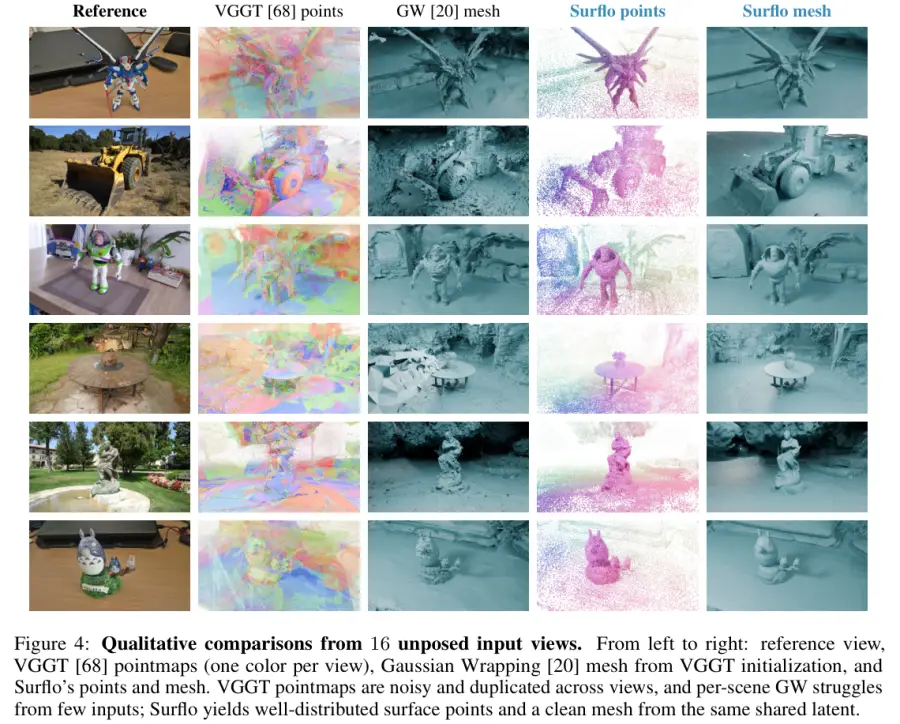 Reference VGGT [68] points GW [20] mesh Surflo points Surflo mesh
Figure 4: Qualitative comparisons from 16 unposed input views. From left to right: reference view,
VGGT [68] pointmaps (one color per view), Gaussian Wrapping [20] mesh from VGGT initialization, and
Surflo's points and mesh. VGGT pointmaps are noisy and duplicated across views, and per-scene GW struggles
from few inputs; Surflo yields well-distributed surface points and a clean mesh from the same shared latent.